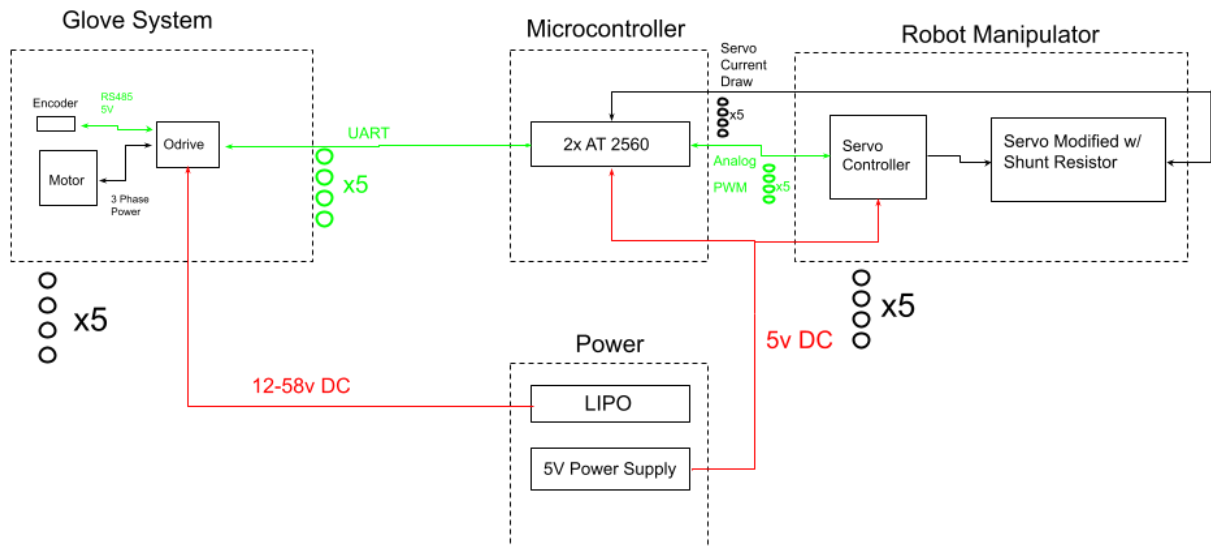 Glove System
Microcontroller
Robot Manipulator
Servo
Current
Draw
x5
Encoder
RS485
5V
Odrive
Motor
3 Phase
Power
UART
x5
2x AT 2560
Analog
PWM
x5
Servo
Controller
Servo Modified w/
Shunt Resistor
x5
x5
Power
5v DC
12-58v DC
LIPO
5V Power Supply